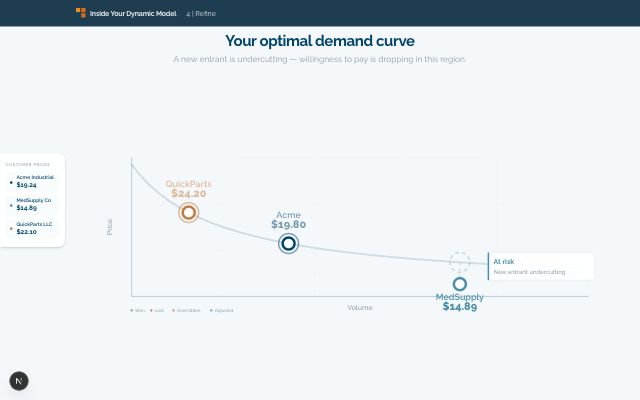 Inside Your Dynamic Model
4 | Refine
Your optimal demand curve
A new entrant is undercutting — willingness to pay is dropping in this region.
CUSTOMER PRICES
Acme Industrial
$19.24
MedSupply Co
$14.89
QuickParts LLC
$22.10
QuickParts
$24.20
Acme
$19.80
Price
At risk
New entrant undercutting
MedSupply
$14.89
Volume
Won
Lost
Overridden
Adjusted
N